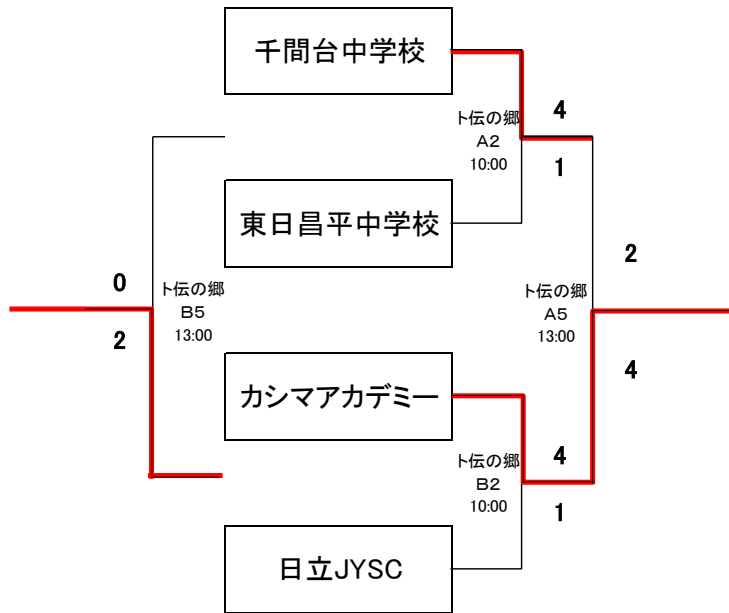 千間台中学校
4
ト伝の郷
A2
10:00
1
東日昌平中学校
2
0
ト伝の郷
B5
13:00
2
ト伝の郷
A5
13:00
4
カシマアカデミー
4
ト伝の郷
B2
10:00
1
日立JYSC